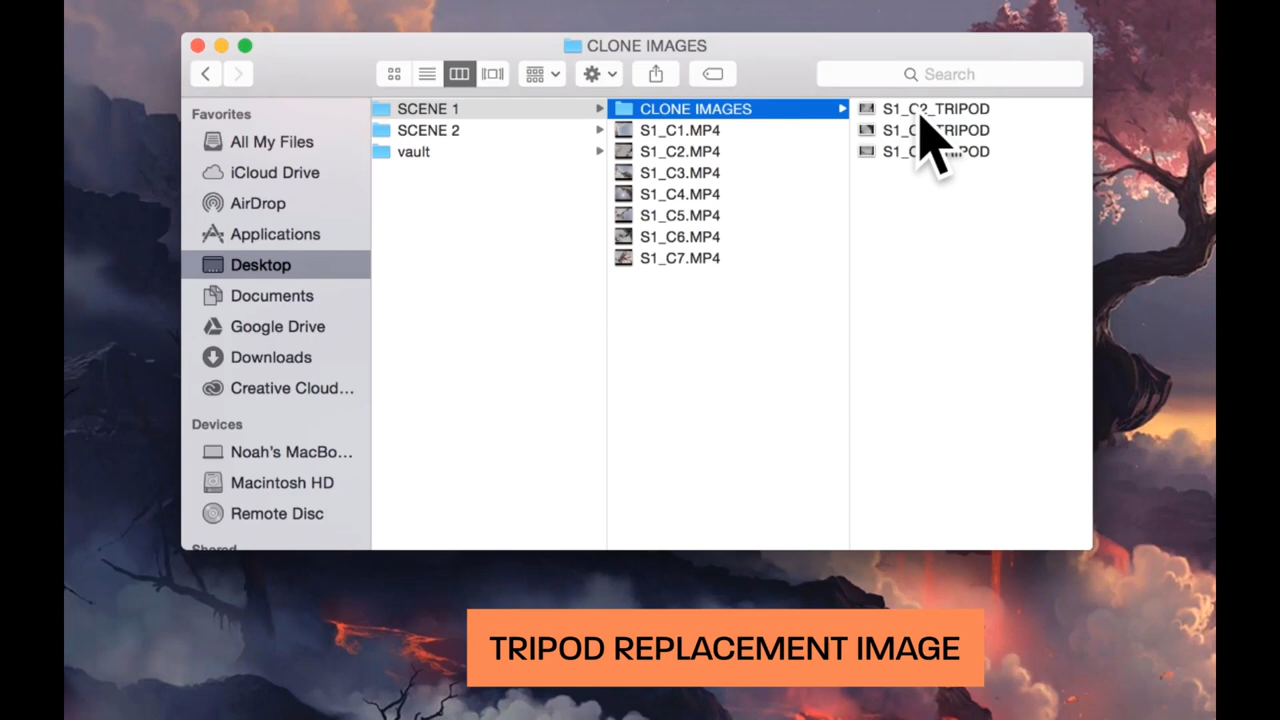 CLONE IMAGES
Search
Favorites
All My Files
iCloud Drive
AirDrop
Applications
Desktop
Documents
Google Drive
Downloads
Creative Cloud...
Devices
Noah's MacBo...
Macintosh HD
Remote Disc
Shared
SCENE 1
SCENE 2
vault
CLONE IMAGES
S1_C1.MP4
S1_C2.MP4
S1_C3.MP4
S1_C4.MP4
S1_C5.MP4
S1_C6.MP4
S1_C7.MP4
S1_C2_TRIPOD
TRIPOD REPLACEMENT IMAGE